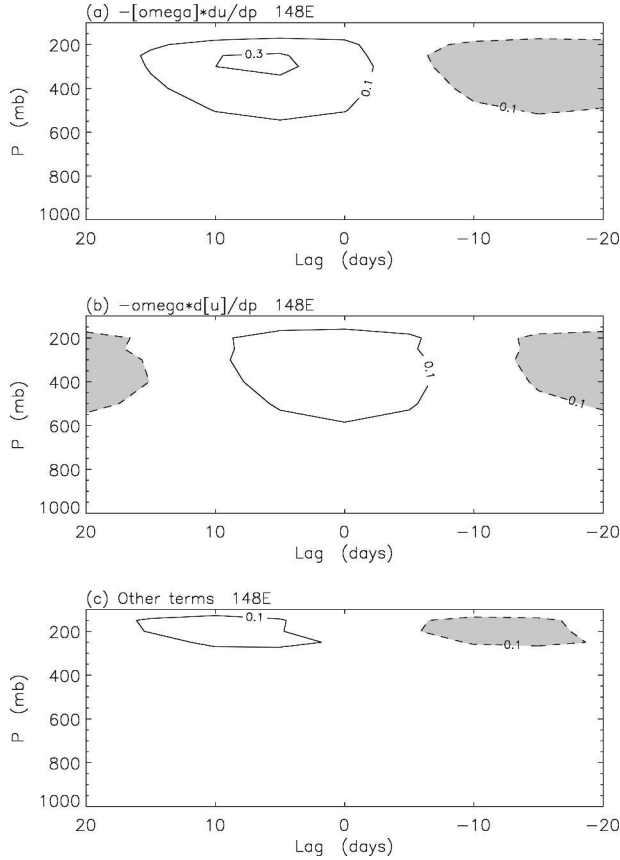 (a) -[omega]*du/dp 148E
200
400
600
800
1000
P (mb)
0.3
0.1
0.1
20 10 0 -10 -20
Lag (days)
(b) -omega*d[u]/dp 148E
200
400
600
800
1000
P (mb)
0.1
0.1
20 10 0 -10 -20
Lag (days)
(c) Other terms 148E
200
400
600
800
1000
P (mb)
0.1
0.1
20 10 0 -10 -20
Lag (days)